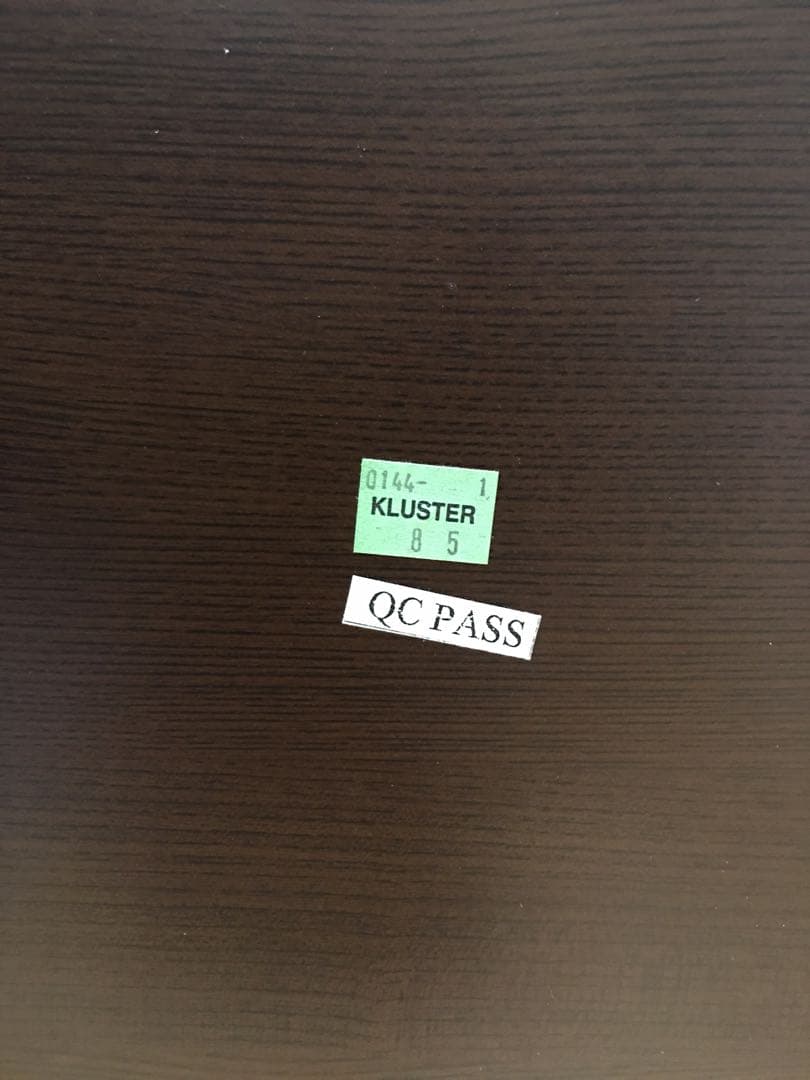 0144- 1
KLUSTER
8 5
QC PASS